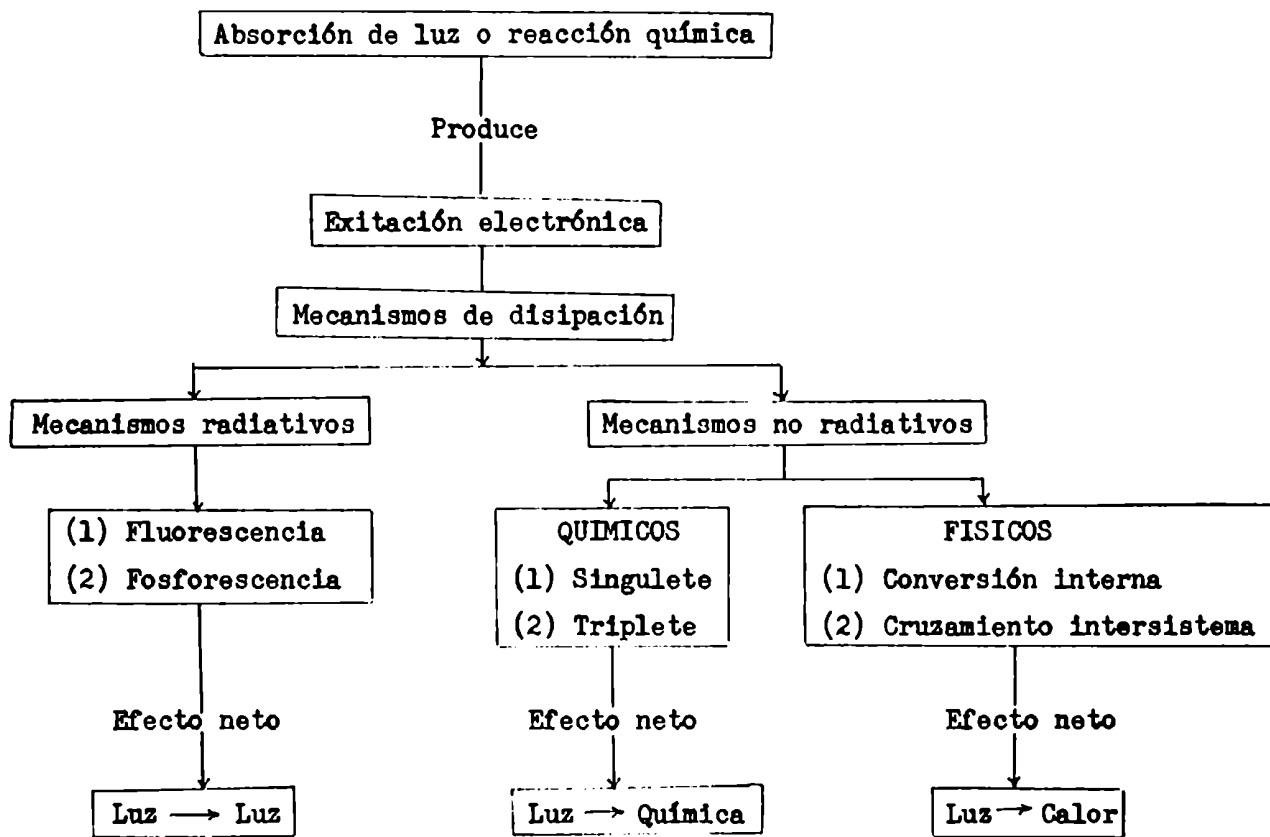 Absorción de luz o reacción química
Produce
Exitación electrónica
Mecanismos de disipación
Mecanismos radiativos
Mecanismos no radiativos
(1) Fluorescencia
(2) Fosforescencia
QUIMICOS
(1) Singulete
(2) Triplete
FISICOS
(1) Conversión interna
(2) Cruzamiento intersistema
Efecto neto
Efecto neto
Efecto neto
Luz → Luz
Luz → Química
Luz → Calor